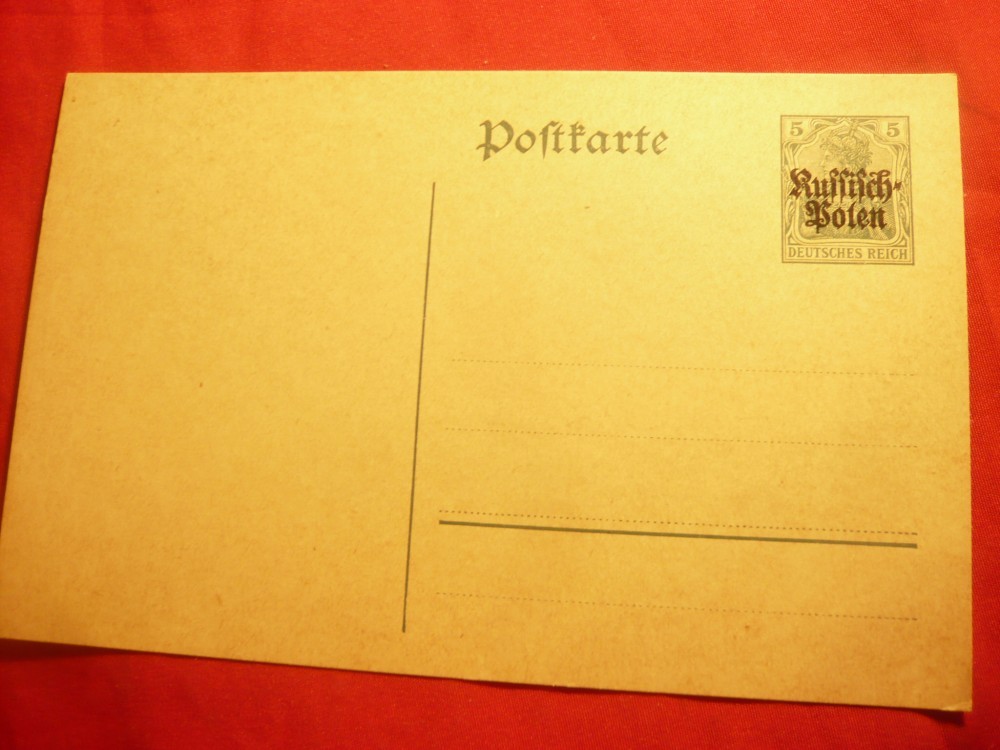 Postkarte
5 5
Russisch-
Polen
DEUTSCHES REICH